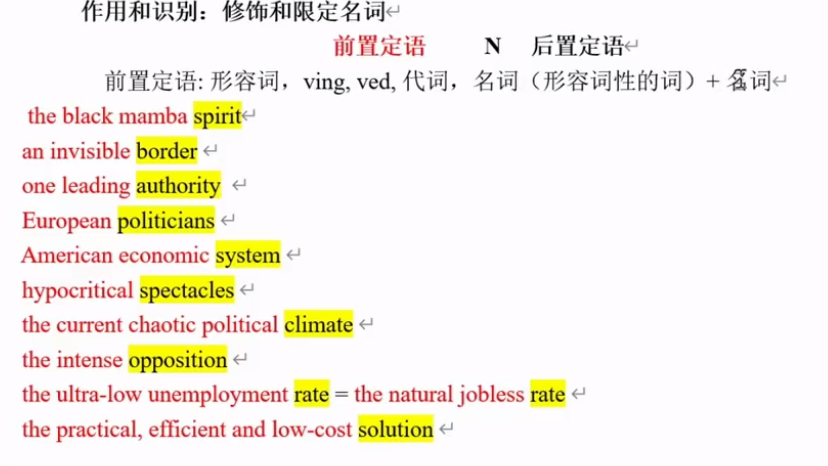 作用和识别：修饰和限定名词
前置定语 N 后置定语
前置定语: 形容词，ving, ved, 代词，名词（形容词性的词）+ 名词
the black mamba spirit
an invisible border
one leading authority
European politicians
American economic system
hypocritical spectacles
the current chaotic political climate
the intense opposition
the ultra-low unemployment rate = the natural jobless rate
the practical, efficient and low-cost solution